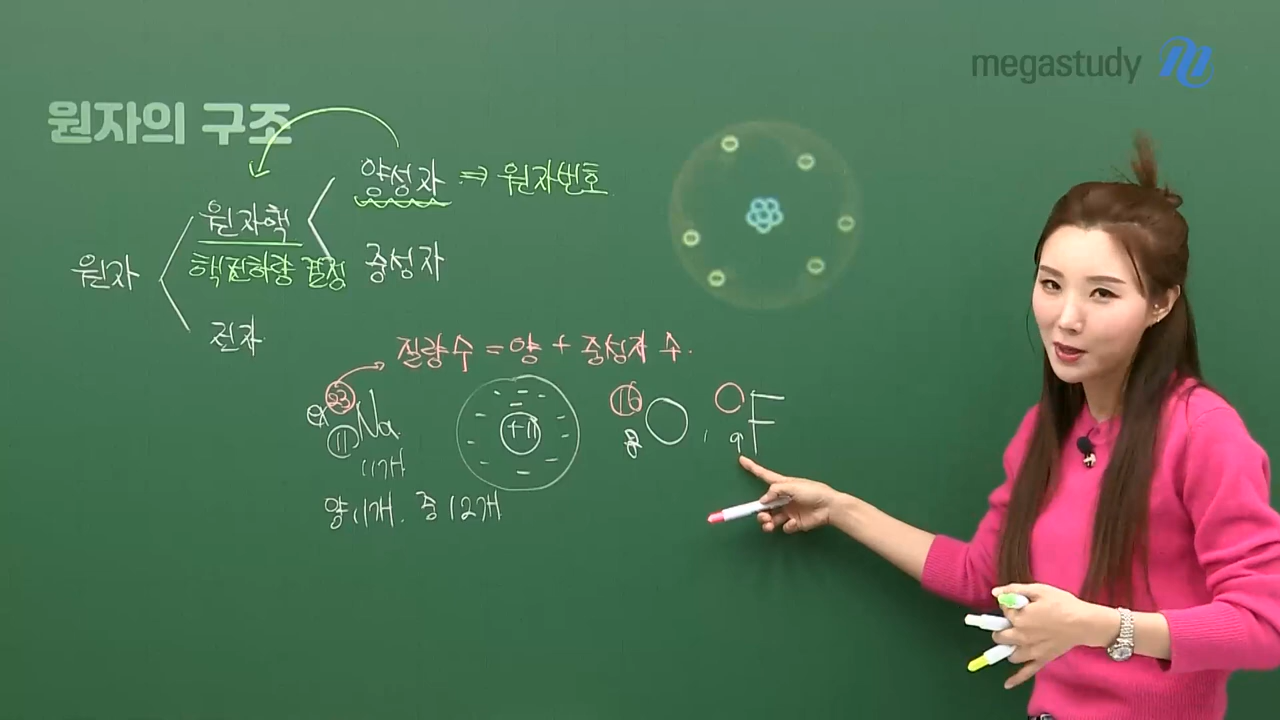 megastudy
원자의 구조
양성자 ⇒ 원자번호
원자핵
핵전하량 결정
중성자
원자
전자
질량수 = 양 + 중성자 수.
23
11 Na
11개
+11
16
8 O ,
9 F
양 11개. 중 12개